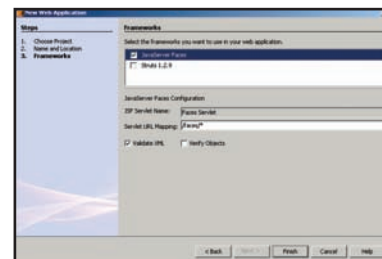 New Web Application
Steps
1. Choose Project
2. Name and Location
3. Frameworks
Frameworks
Select the frameworks you want to use in your web application.
JavaServer Faces
Struts 1.2.9
JavaServer Faces Configuration
JSF Servlet Name: Faces Servlet
Servlet URL Mapping: /faces/*
Validate XML Verify Objects
< Back Next > Finish Cancel Help